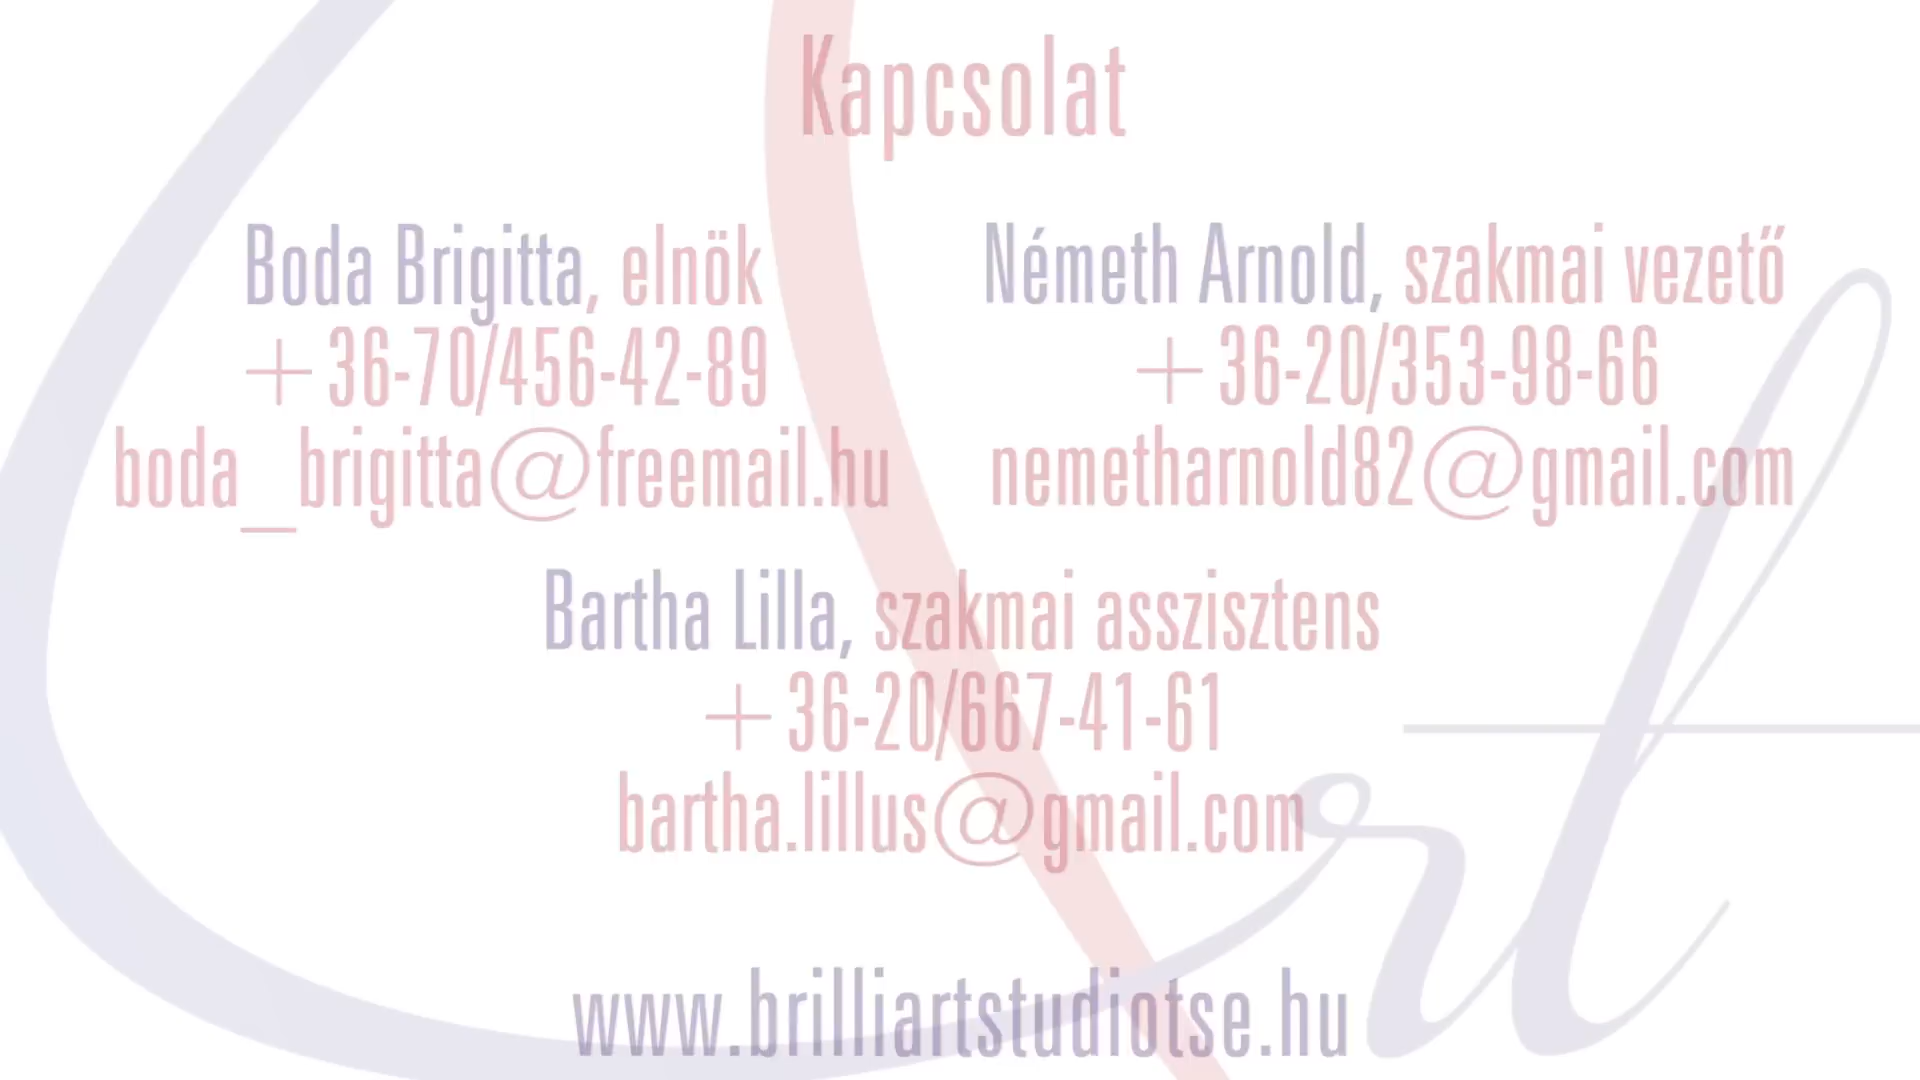 Kapcsolat
Boda Brigitta, elnök
+36-70/456-42-89
boda_brigitta@freemail.hu
Németh Arnold, szakmai vezető
+36-20/353-98-66
nemetharnold82@gmail.com
Bartha Lilla, szakmai asszisztens
+36-20/667-41-61
bartha.lillus@gmail.com
www.brilliartstudiotse.hu
rt